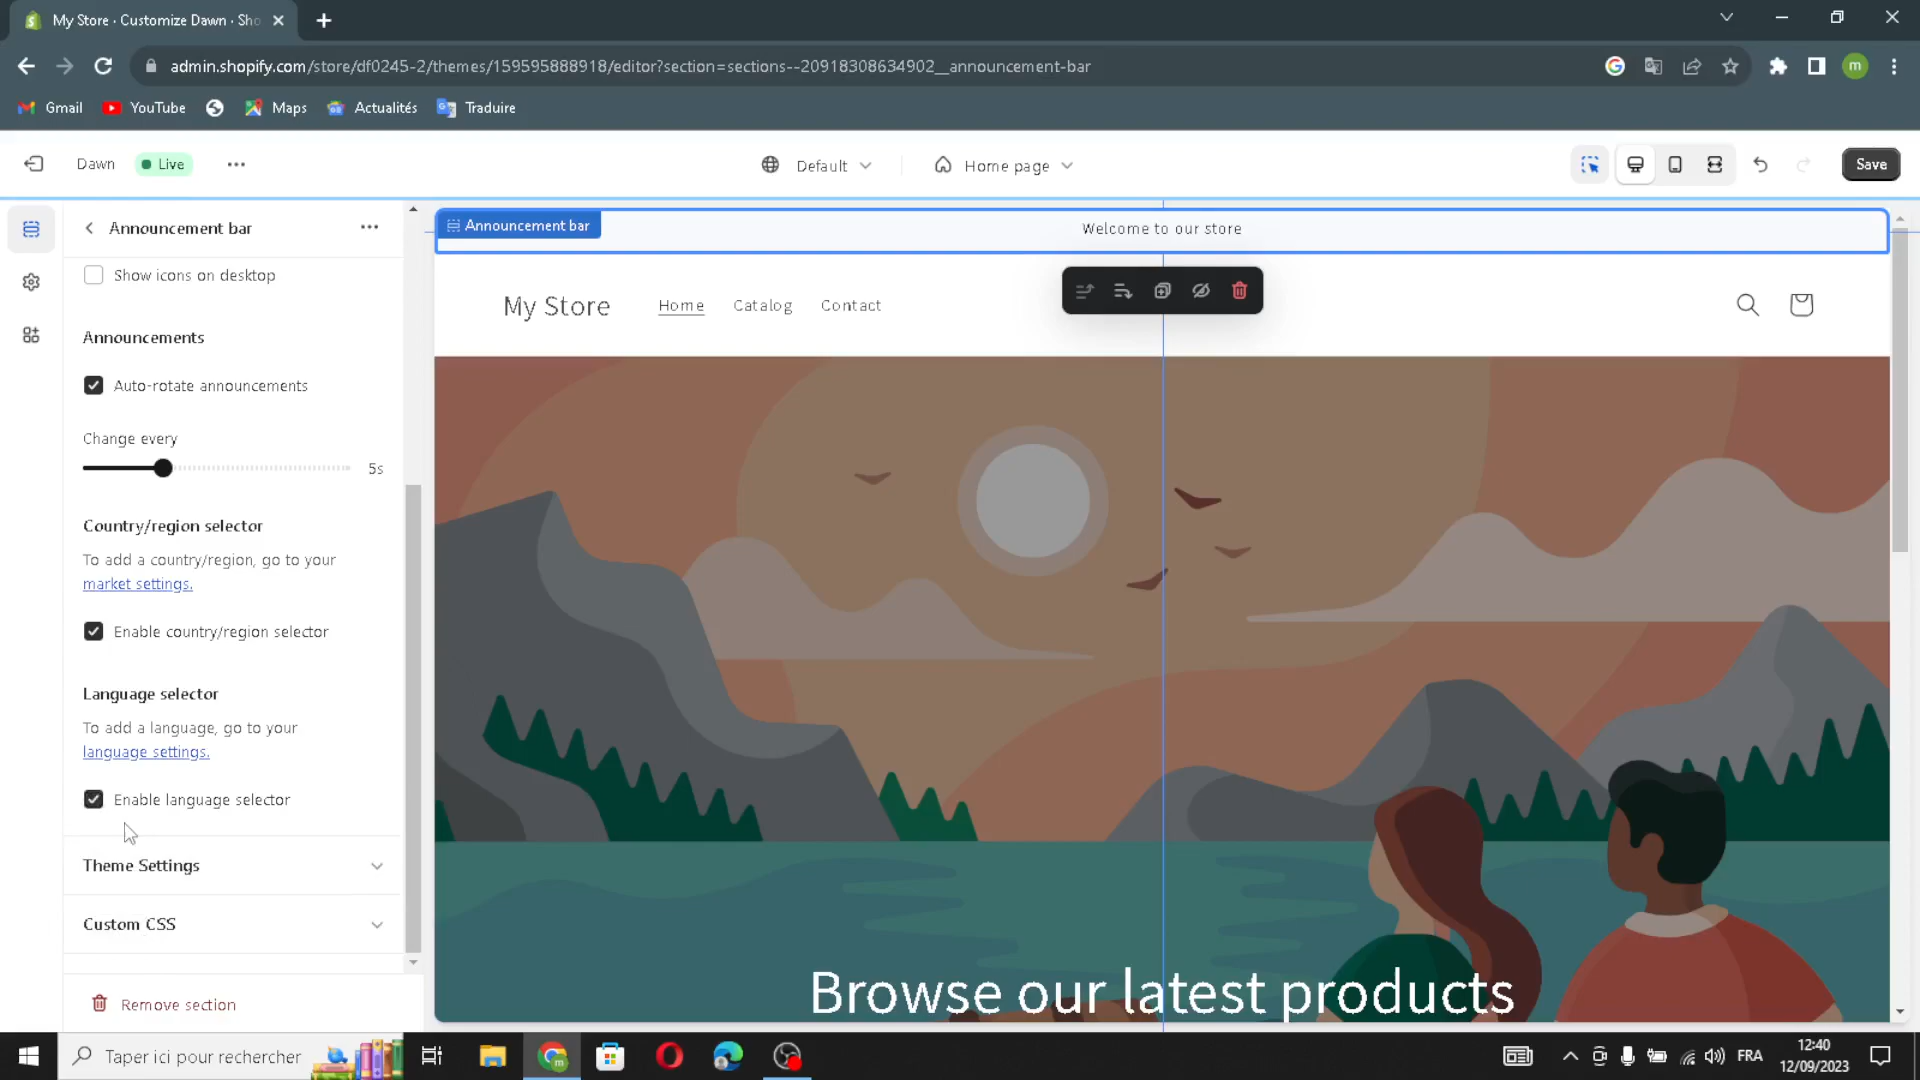 My Store · Customize Dawn · Sho
admin.shopify.com/store/df0245-2/themes/159595888918/editor?section=sections--20918308634902__announcement-bar
m
Gmail
YouTube
Maps
Actualités
Traduire
Dawn
Live
Default
Home page
Save
Announcement bar
Show icons on desktop
Announcements
Auto-rotate announcements
Change every
5s
Country/region selector
To add a country/region, go to your
market settings.
Enable country/region selector
Language selector
To add a language, go to your
language settings.
Enable language selector
Theme Settings
Custom CSS
Remove section
Announcement bar
Welcome to our store
My Store
Home
Catalog
Contact
Browse our latest products
Taper ici pour rechercher
FRA
12:40
12/09/2023